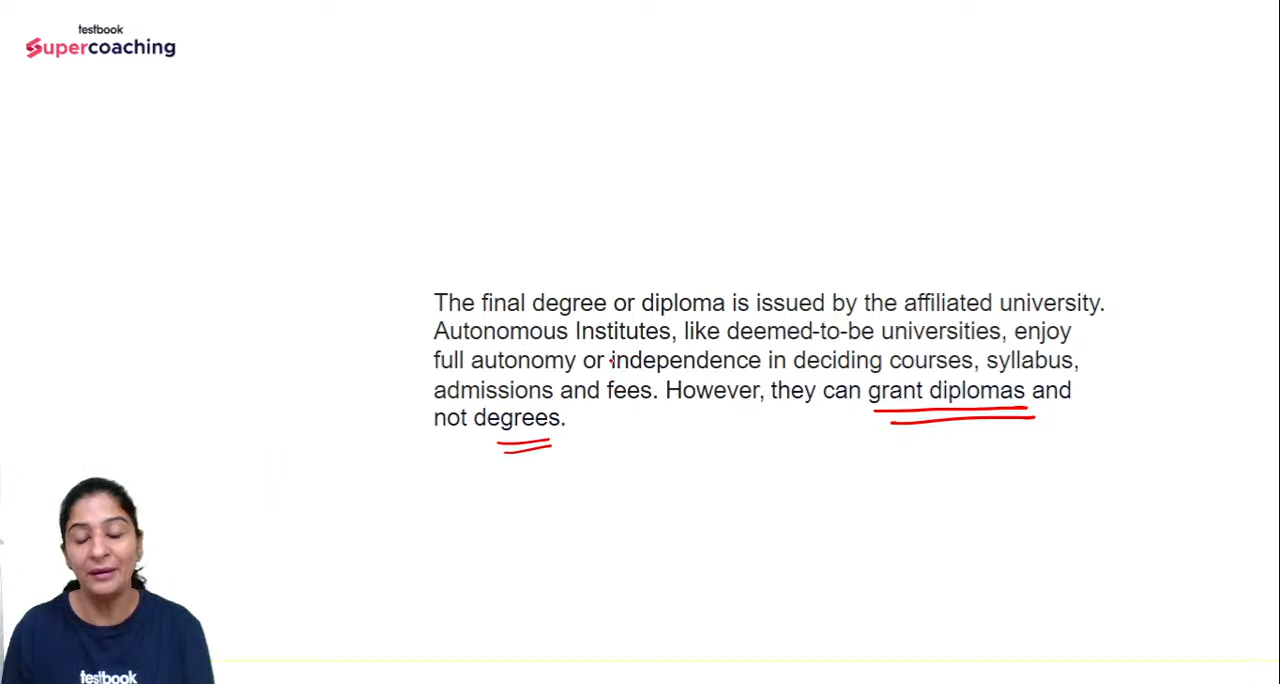 testbook
Supercoaching
The final degree or diploma is issued by the affiliated university.
Autonomous Institutes, like deemed-to-be universities, enjoy
full autonomy or independence in deciding courses, syllabus,
admissions and fees. However, they can grant diplomas and
not degrees.
testbook